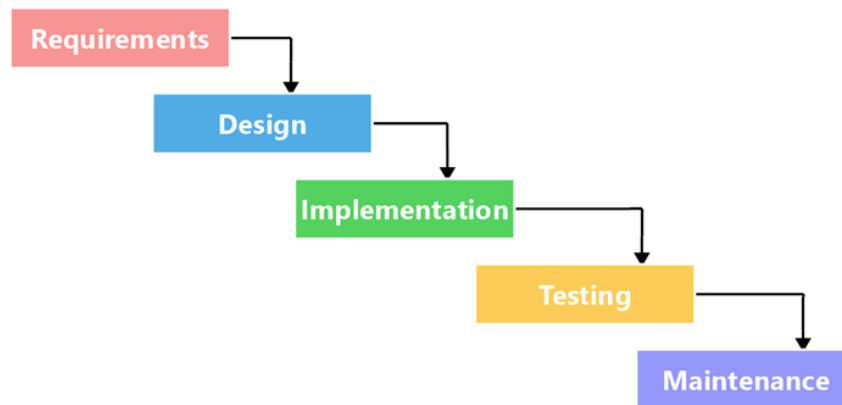 Requirements
Design
Implementation
Testing
Maintenance